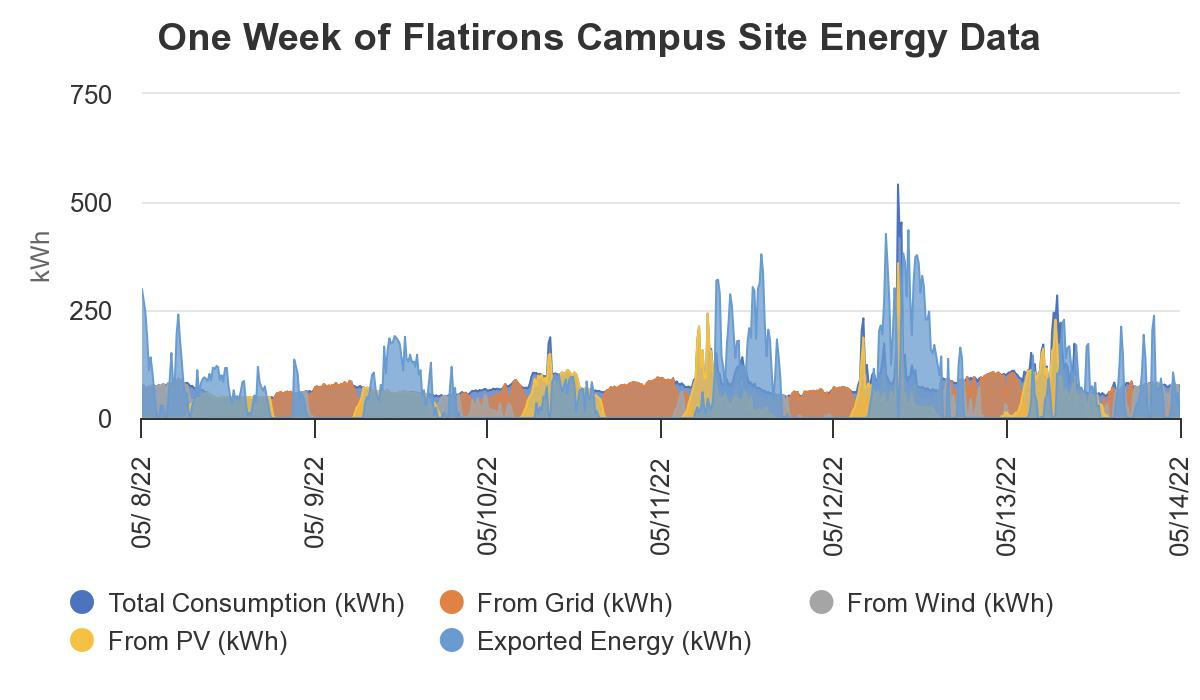 One Week of Flatirons Campus Site Energy Data
750
500
250
0
kWh
05/ 8/22
05/ 9/22
05/10/22
05/11/22
05/12/22
05/13/22
05/14/22
Total Consumption (kWh)
From Grid (kWh)
From Wind (kWh)
From PV (kWh)
Exported Energy (kWh)